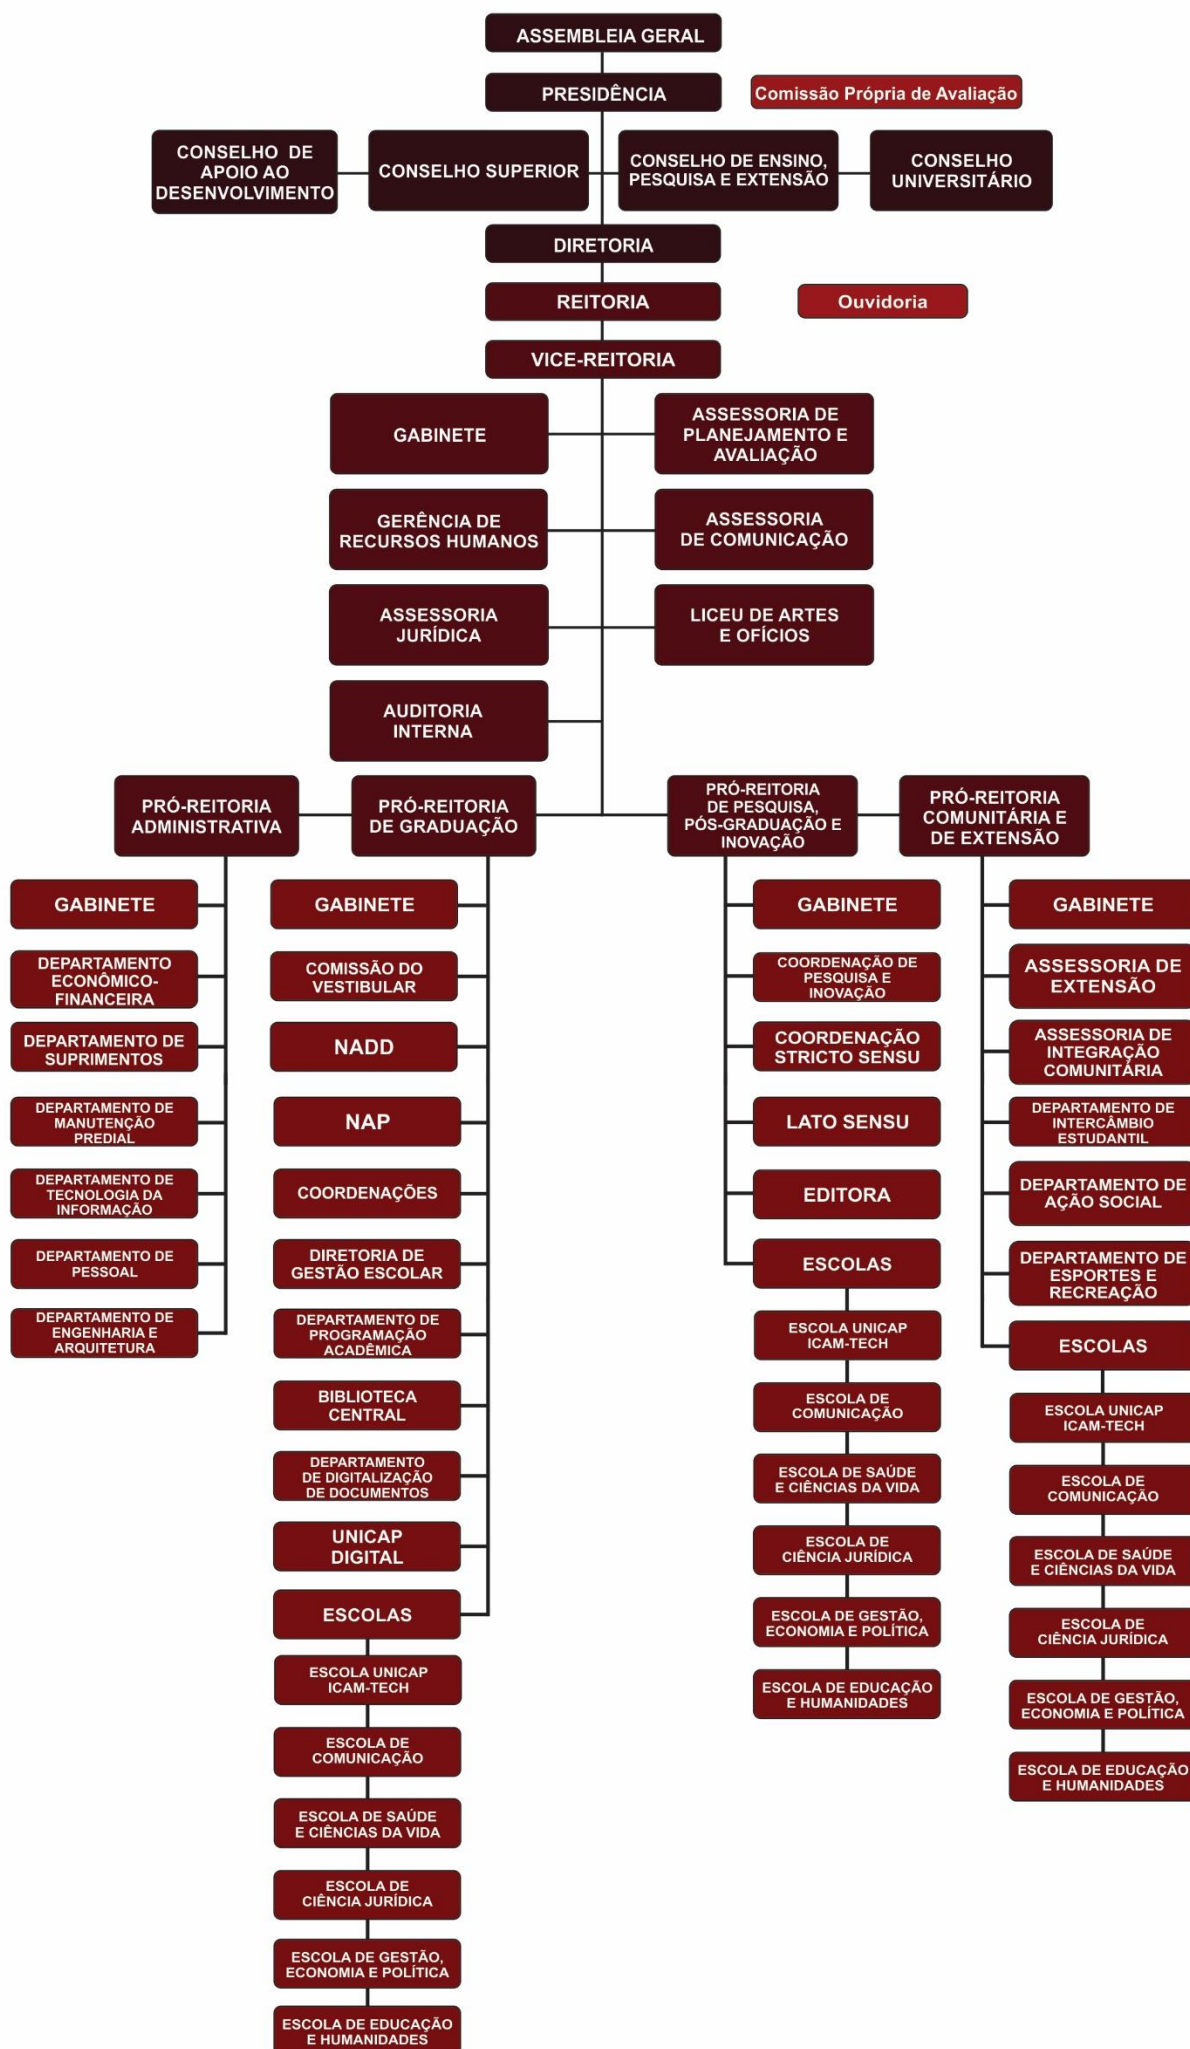 ASSEMBLEIA GERAL
PRESIDÊNCIA
Comissão Própria de Avaliação
CONSELHO DE
APOIO AO
DESENVOLVIMENTO
CONSELHO SUPERIOR
CONSELHO DE ENSINO,
PESQUISA E EXTENSÃO
CONSELHO
UNIVERSITÁRIO
DIRETORIA
REITORIA
Ouvidoria
VICE-REITORIA
GABINETE
ASSESSORIA DE
PLANEJAMENTO E
AVALIAÇÃO
GERÊNCIA DE
RECURSOS HUMANOS
ASSESSORIA
DE COMUNICAÇÃO
ASSESSORIA
JURÍDICA
LICEU DE ARTES
E OFÍCIOS
AUDITORIA
INTERNA
PRÓ-REITORIA
ADMINISTRATIVA
PRÓ-REITORIA
DE GRADUAÇÃO
PRÓ-REITORIA
DE PESQUISA,
PÓS-GRADUAÇÃO E
INOVAÇÃO
PRÓ-REITORIA
COMUNITÁRIA E
DE EXTENSÃO
GABINETE
DEPARTAMENTO
ECONÔMICO-
FINANCEIRA
DEPARTAMENTO DE
SUPRIMENTOS
DEPARTAMENTO DE
MANUTENÇÃO
PREDIAL
DEPARTAMENTO DE
TECNOLOGIA DA
INFORMAÇÃO
DEPARTAMENTO DE
PESSOAL
DEPARTAMENTO DE
ENGENHARIA E
ARQUITETURA
GABINETE
COMISSÃO DO
VESTIBULAR
NADD
NAP
COORDENAÇÕES
DIRETORIA DE
GESTÃO ESCOLAR
DEPARTAMENTO DE
PROGRAMAÇÃO
ACADÊMICA
BIBLIOTECA
CENTRAL
DEPARTAMENTO
DE DIGITALIZAÇÃO
DE DOCUMENTOS
UNICAP
DIGITAL
ESCOLAS
ESCOLA UNICAP
ICAM-TECH
ESCOLA DE
COMUNICAÇÃO
ESCOLA DE SAÚDE
E CIÊNCIAS DA VIDA
ESCOLA DE
CIÊNCIA JURÍDICA
ESCOLA DE GESTÃO,
ECONOMIA E POLÍTICA
ESCOLA DE EDUCAÇÃO
E HUMANIDADES
GABINETE
COORDENAÇÃO DE
PESQUISA E
INOVAÇÃO
COORDENAÇÃO
STRICTO SENSU
LATO SENSU
EDITORA
ESCOLAS
ESCOLA UNICAP
ICAM-TECH
ESCOLA DE
COMUNICAÇÃO
ESCOLA DE SAÚDE
E CIÊNCIAS DA VIDA
ESCOLA DE
CIÊNCIA JURÍDICA
ESCOLA DE GESTÃO,
ECONOMIA E POLÍTICA
ESCOLA DE EDUCAÇÃO
E HUMANIDADES
GABINETE
ASSESSORIA DE
EXTENSÃO
ASSESSORIA DE
INTEGRAÇÃO
COMUNITÁRIA
DEPARTAMENTO DE
INTERCÂMBIO
ESTUDANTIL
DEPARTAMENTO DE
AÇÃO SOCIAL
DEPARTAMENTO DE
ESPORTES E
RECREAÇÃO
ESCOLAS
ESCOLA UNICAP
ICAM-TECH
ESCOLA DE
COMUNICAÇÃO
ESCOLA DE SAÚDE
E CIÊNCIAS DA VIDA
ESCOLA DE
CIÊNCIA JURÍDICA
ESCOLA DE GESTÃO,
ECONOMIA E POLÍTICA
ESCOLA DE EDUCAÇÃO
E HUMANIDADES